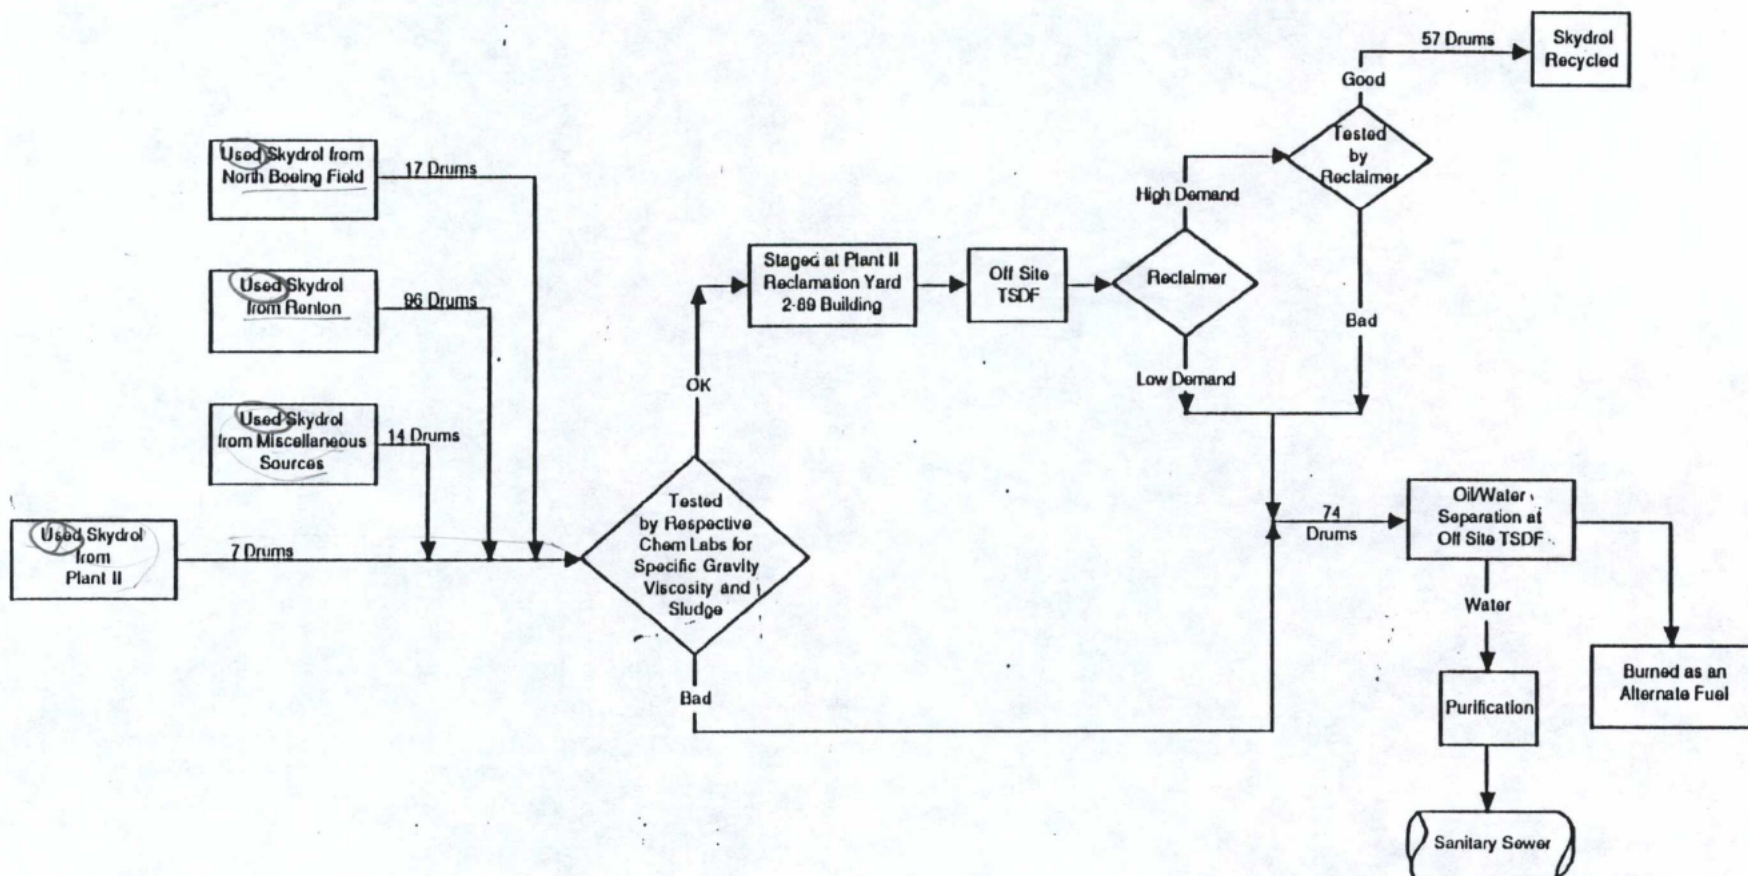 57 Drums
Skydrol
Recycled
Good
Tested
by
Reclaimer
Used Skydrol from
North Boeing Field
17 Drums
High Demand
Used Skydrol
from Renton
96 Drums
Staged at Plant II
Reclamation Yard
2-89 Building
Off Site
TSDF
Reclaimer
Bad
OK
Low Demand
Used Skydrol
from Miscellaneous
Sources
14 Drums
Used Skydrol
from
Plant II
7 Drums
Tested
by Respective
Chem Labs for
Specific Gravity
Viscosity and
Sludge
74
Drums
Oil/Water
Separation at
Off Site TSDF
Water
Bad
Purification
Burned as an
Alternate Fuel
Sanitary Sewer